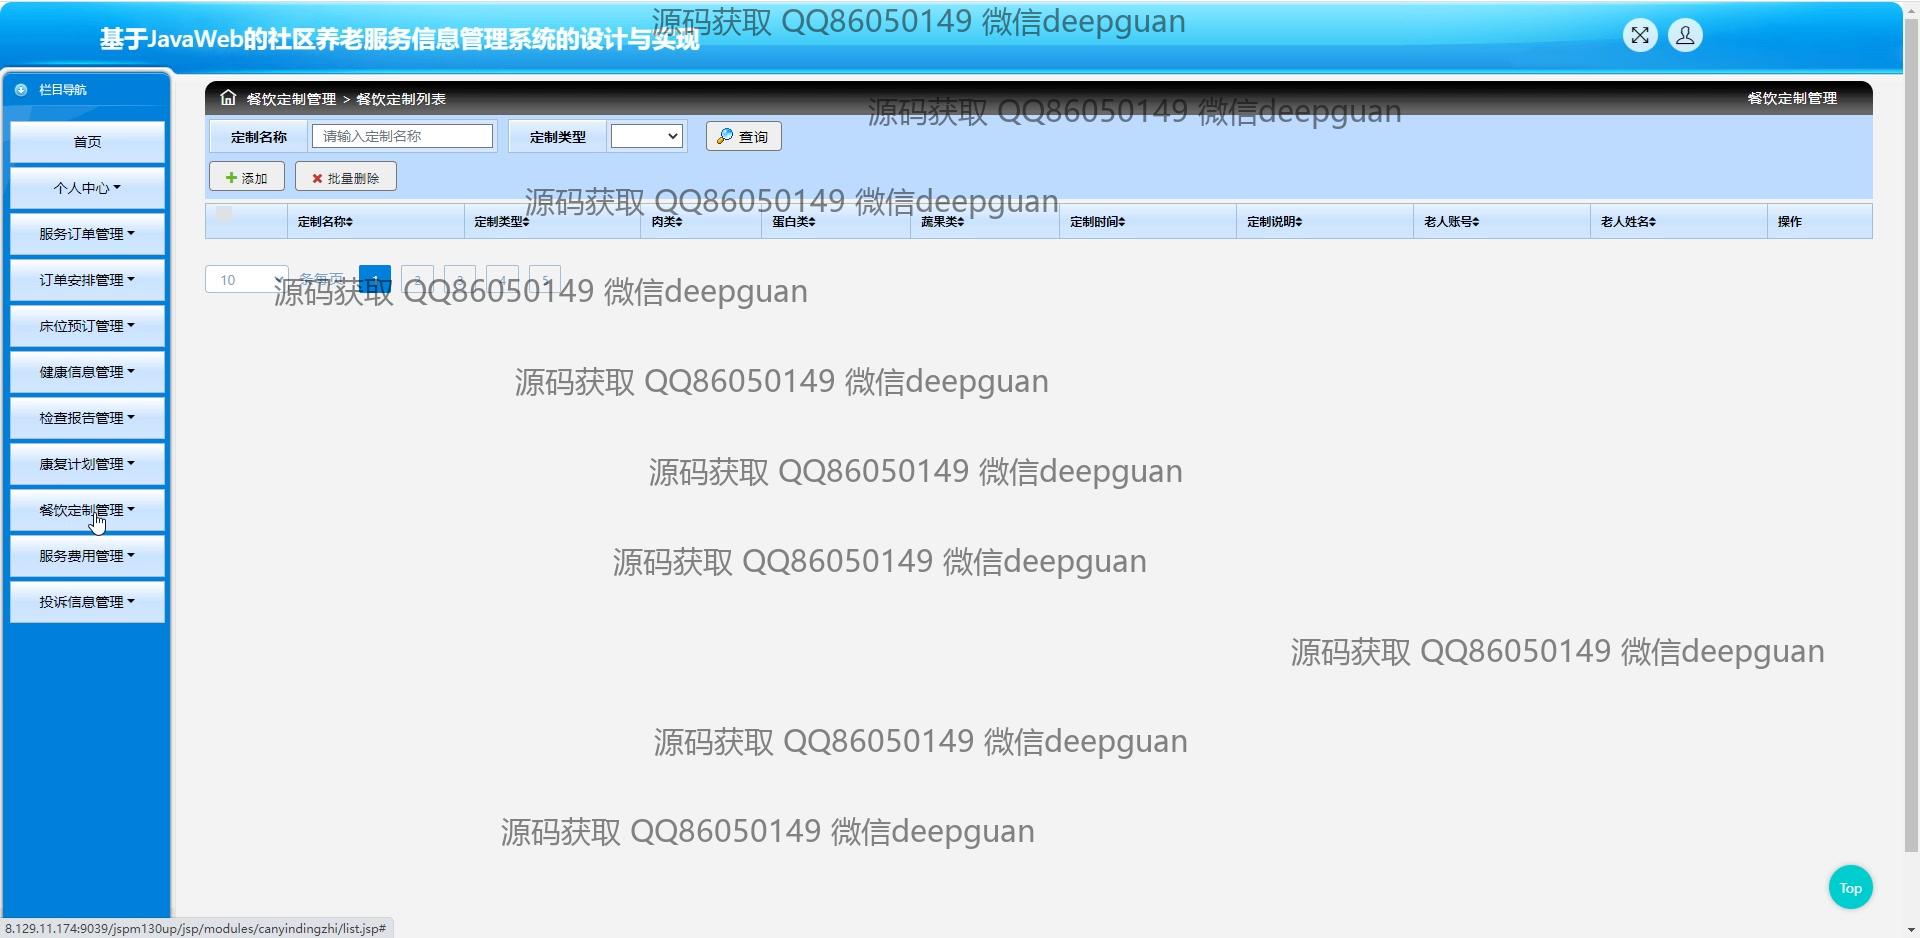 源码获取 QQ86050149 微信deepguan
基于JavaWeb的社区养老服务信息管理系统的设计与实现
栏目导航
首页
个人中心
服务订单管理
订单安排管理
床位预订管理
健康信息管理
检查报告管理
康复计划管理
餐饮定制管理
服务费用管理
投诉信息管理
餐饮定制管理 > 餐饮定制列表
餐饮定制管理
源码获取 QQ86050149 微信deepguan
定制名称 请输入定制名称 定制类型 查询
添加 批量删除
源码获取 QQ86050149 微信deepguan
定制名称 定制类型 肉类 蛋白类 蔬果类 定制时间 定制说明 老人账号 老人姓名 操作
10 条每页 1 2 3 4 5
源码获取 QQ86050149 微信deepguan
源码获取 QQ86050149 微信deepguan
源码获取 QQ86050149 微信deepguan
源码获取 QQ86050149 微信deepguan
源码获取 QQ86050149 微信deepguan
源码获取 QQ86050149 微信deepguan
源码获取 QQ86050149 微信deepguan
Top
8.129.11.174:9039/jspm130up/jsp/modules/canyindingzhi/list.jsp#